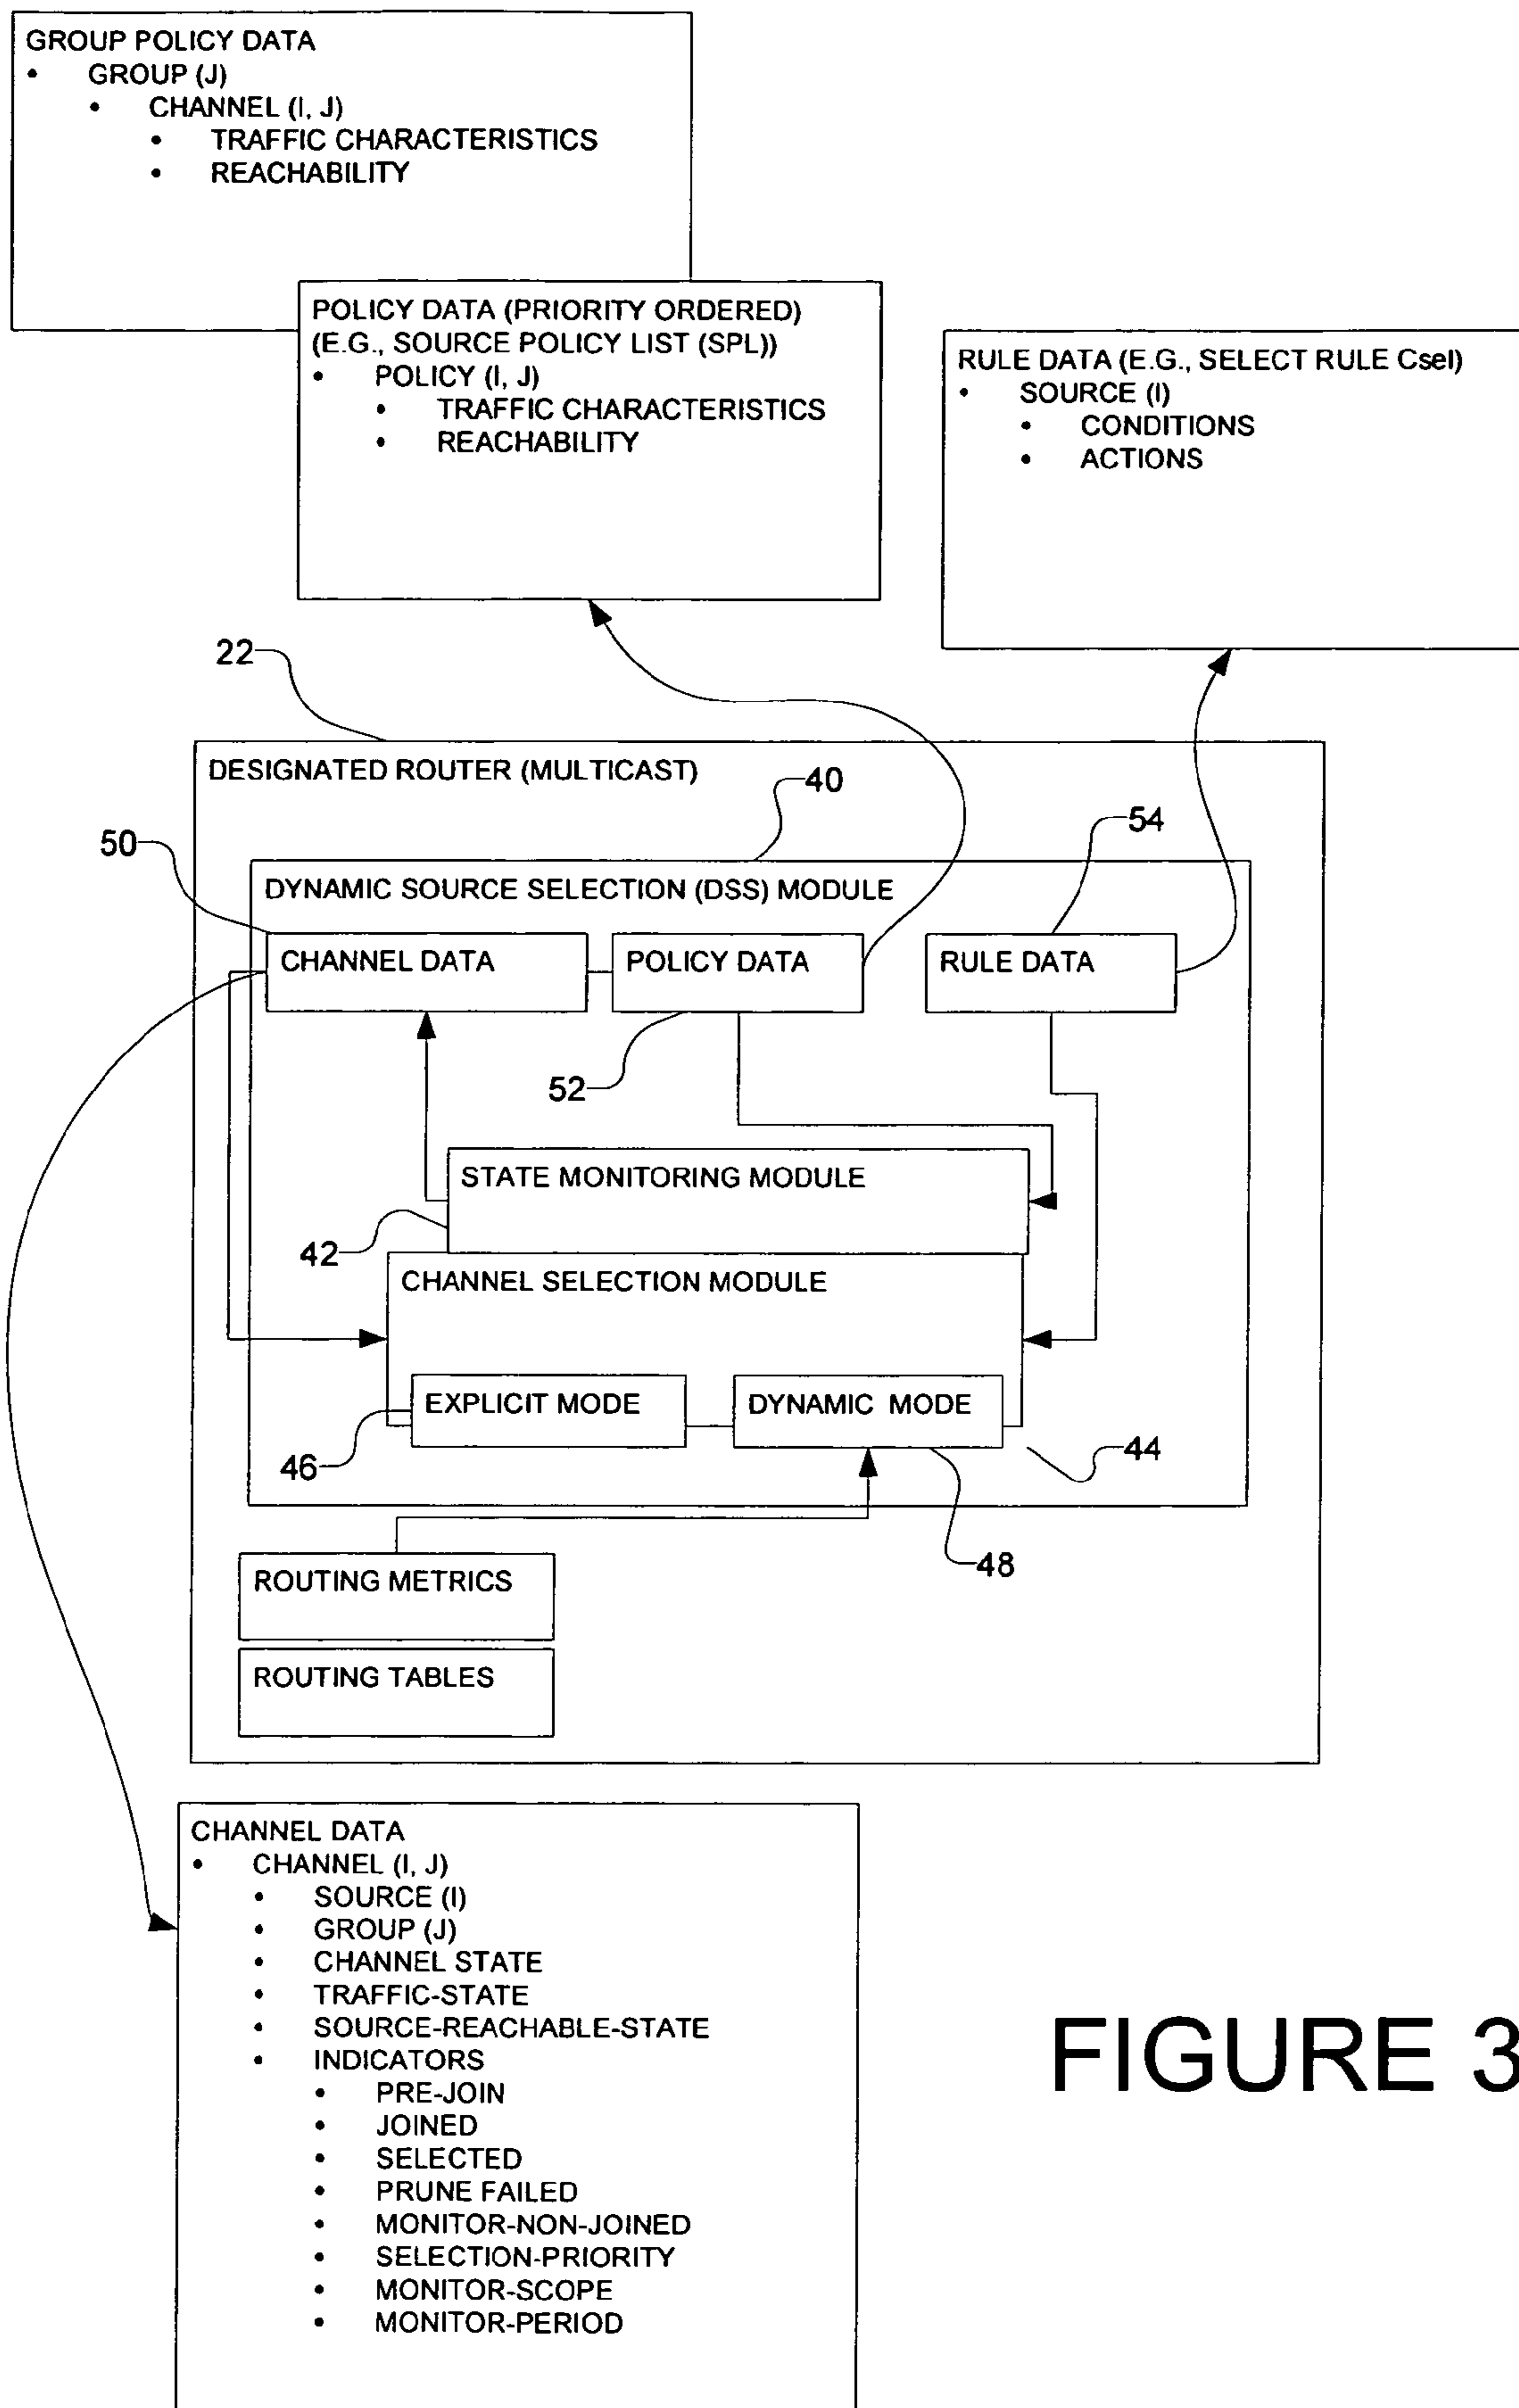 GROUP POLICY DATA
• GROUP (J)
• CHANNEL (I, J)
• TRAFFIC CHARACTERISTICS
• REACHABILITY
POLICY DATA (PRIORITY ORDERED)
(E.G., SOURCE POLICY LIST (SPL))
• POLICY (I, J)
• TRAFFIC CHARACTERISTICS
• REACHABILITY
RULE DATA (E.G., SELECT RULE Csel)
• SOURCE (I)
• CONDITIONS
• ACTIONS
22
DESIGNATED ROUTER (MULTICAST)
40
54
50
DYNAMIC SOURCE SELECTION (DSS) MODULE
CHANNEL DATA
POLICY DATA
RULE DATA
52
STATE MONITORING MODULE
42
CHANNEL SELECTION MODULE
EXPLICIT MODE
DYNAMIC MODE
46
44
48
ROUTING METRICS
ROUTING TABLES
CHANNEL DATA
• CHANNEL (I, J)
• SOURCE (I)
• GROUP (J)
• CHANNEL STATE
• TRAFFIC-STATE
• SOURCE-REACHABLE-STATE
• INDICATORS
• PRE-JOIN
• JOINED
• SELECTED
• PRUNE FAILED
• MONITOR-NON-JOINED
• SELECTION-PRIORITY
• MONITOR-SCOPE
• MONITOR-PERIOD
FIGURE 3